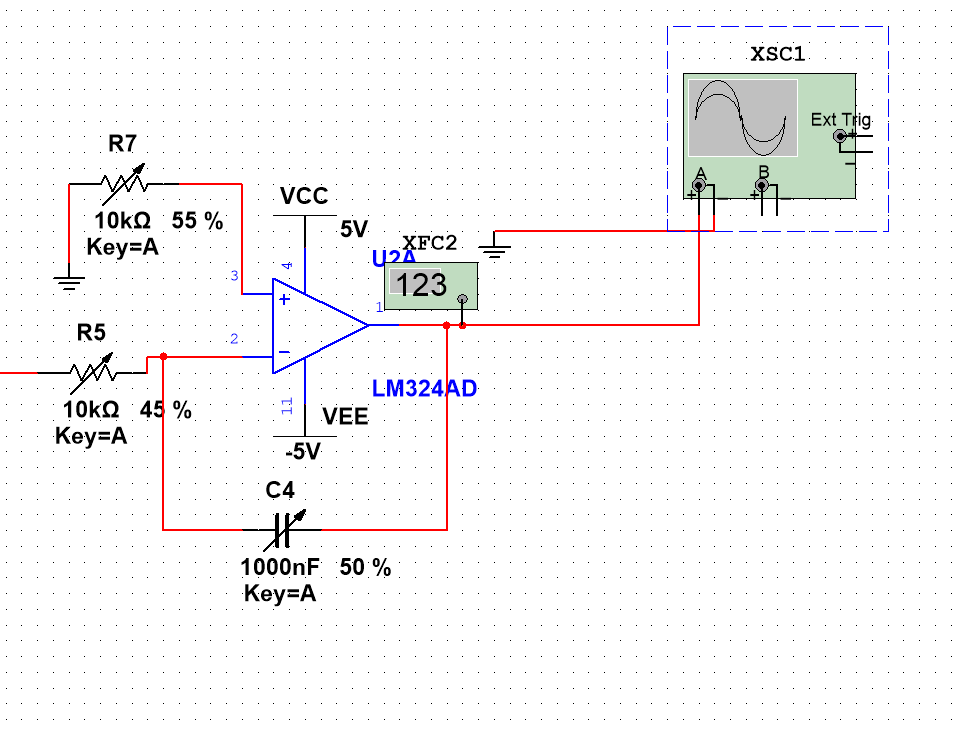 XSC1
Ext Trig
+
A
B
+
+
R7
10kΩ 55 %
Key=A
VCC
5V
XFC2
U2A
123
4
3
1
+
R5
2
10kΩ 45 %
Key=A
LM324AD
11
VEE
-5V
C4
1000nF 50 %
Key=A